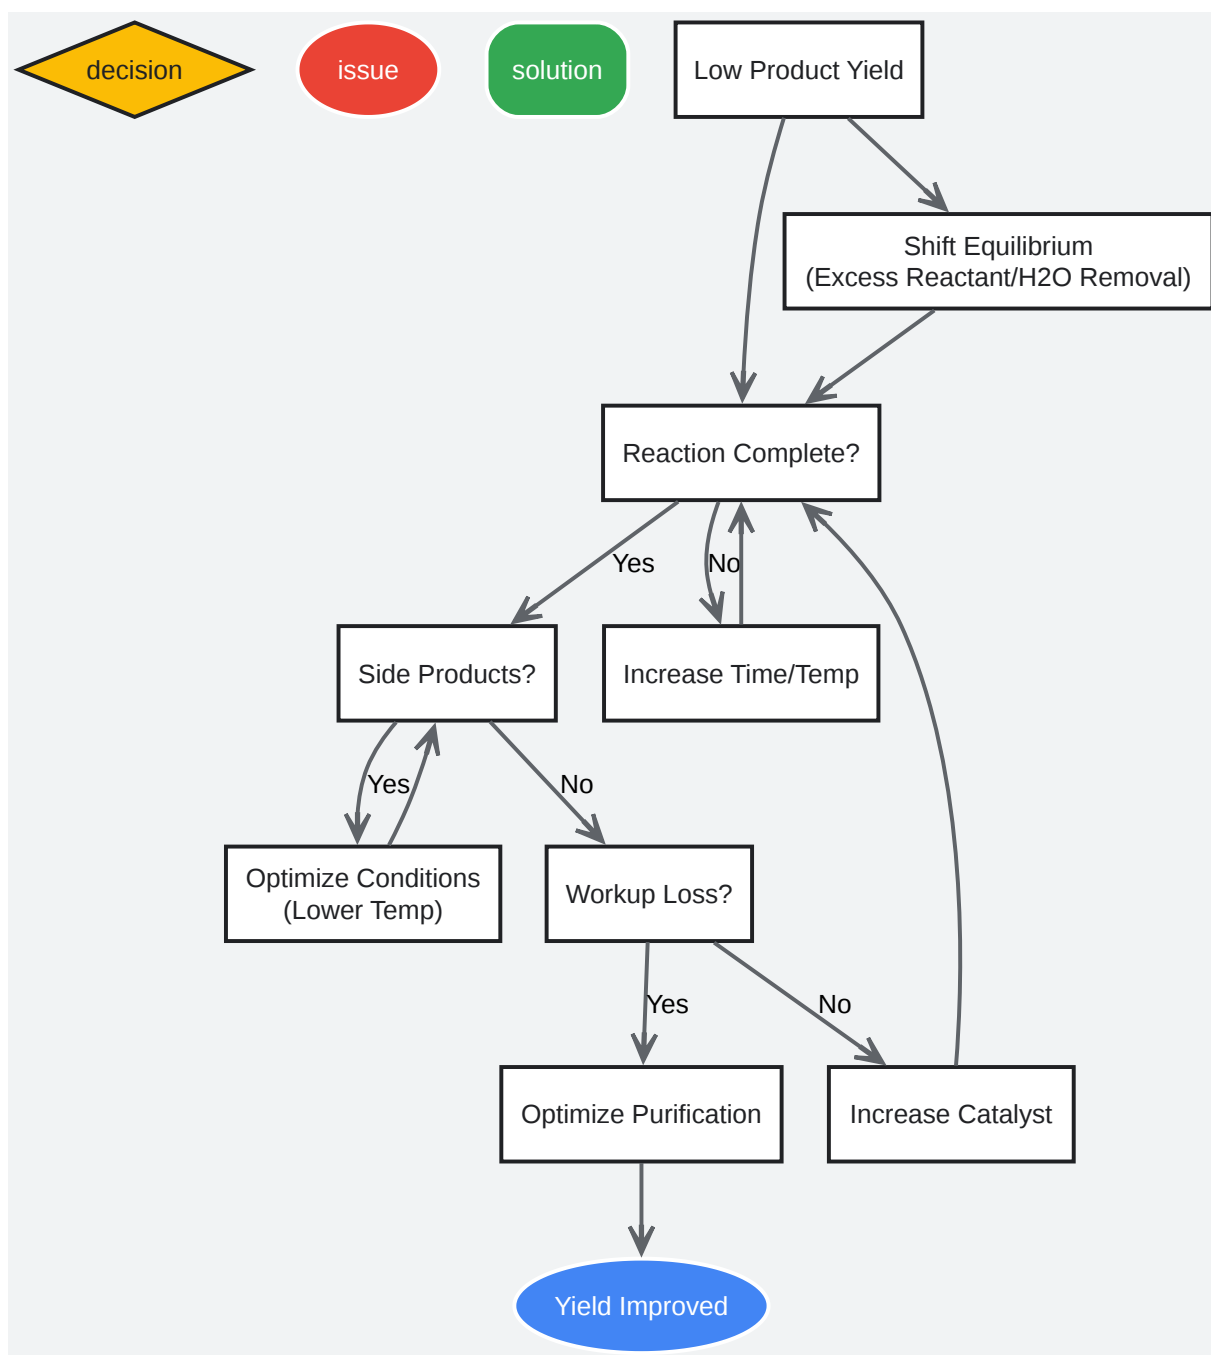 decision
issue
solution
Low Product Yield
Shift Equilibrium
(Excess Reactant/H2O Removal)
Reaction Complete?
Yes
No
Side Products?
Increase Time/Temp
Yes
No
Optimize Conditions
(Lower Temp)
Workup Loss?
Yes
No
Optimize Purification
Increase Catalyst
Yield Improved